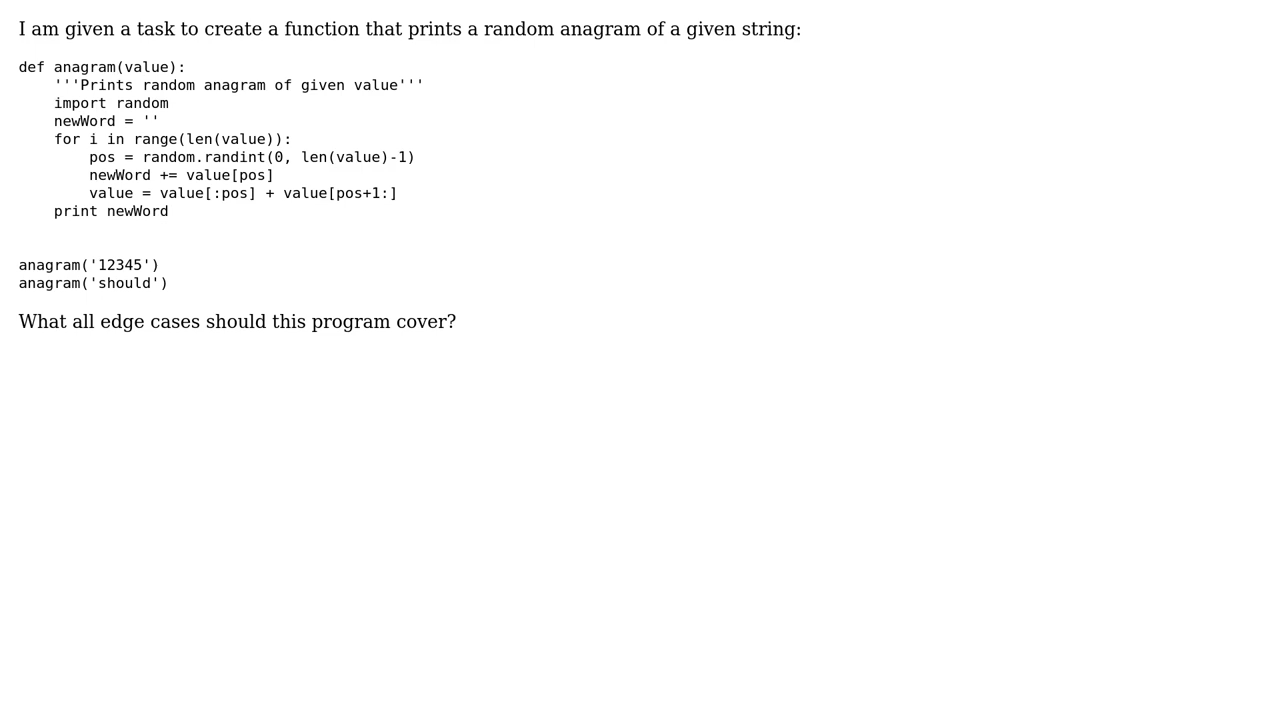 I am given a task to create a function that prints a random anagram of a given string:
def anagram(value):
    '''Prints random anagram of given value'''
    import random
    newWord = ''
    for i in range(len(value)):
        pos = random.randint(0, len(value)-1)
        newWord += value[pos]
        value = value[:pos] + value[pos+1:]
    print newWord
anagram('12345')
anagram('should')
What all edge cases should this program cover?